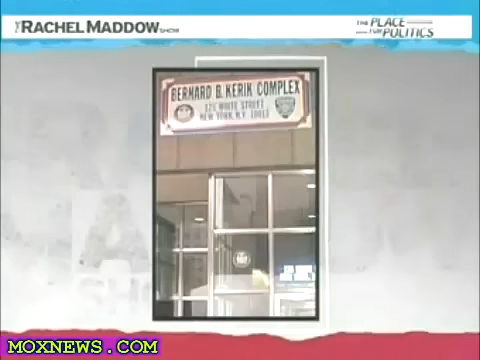 THE RACHEL MADDOW SHOW
THE PLACE FOR POLITICS
BERNARD B. KERIK COMPLEX
125 WHITE STREET
NEW YORK, N.Y. 10013
MOXNEWS.COM